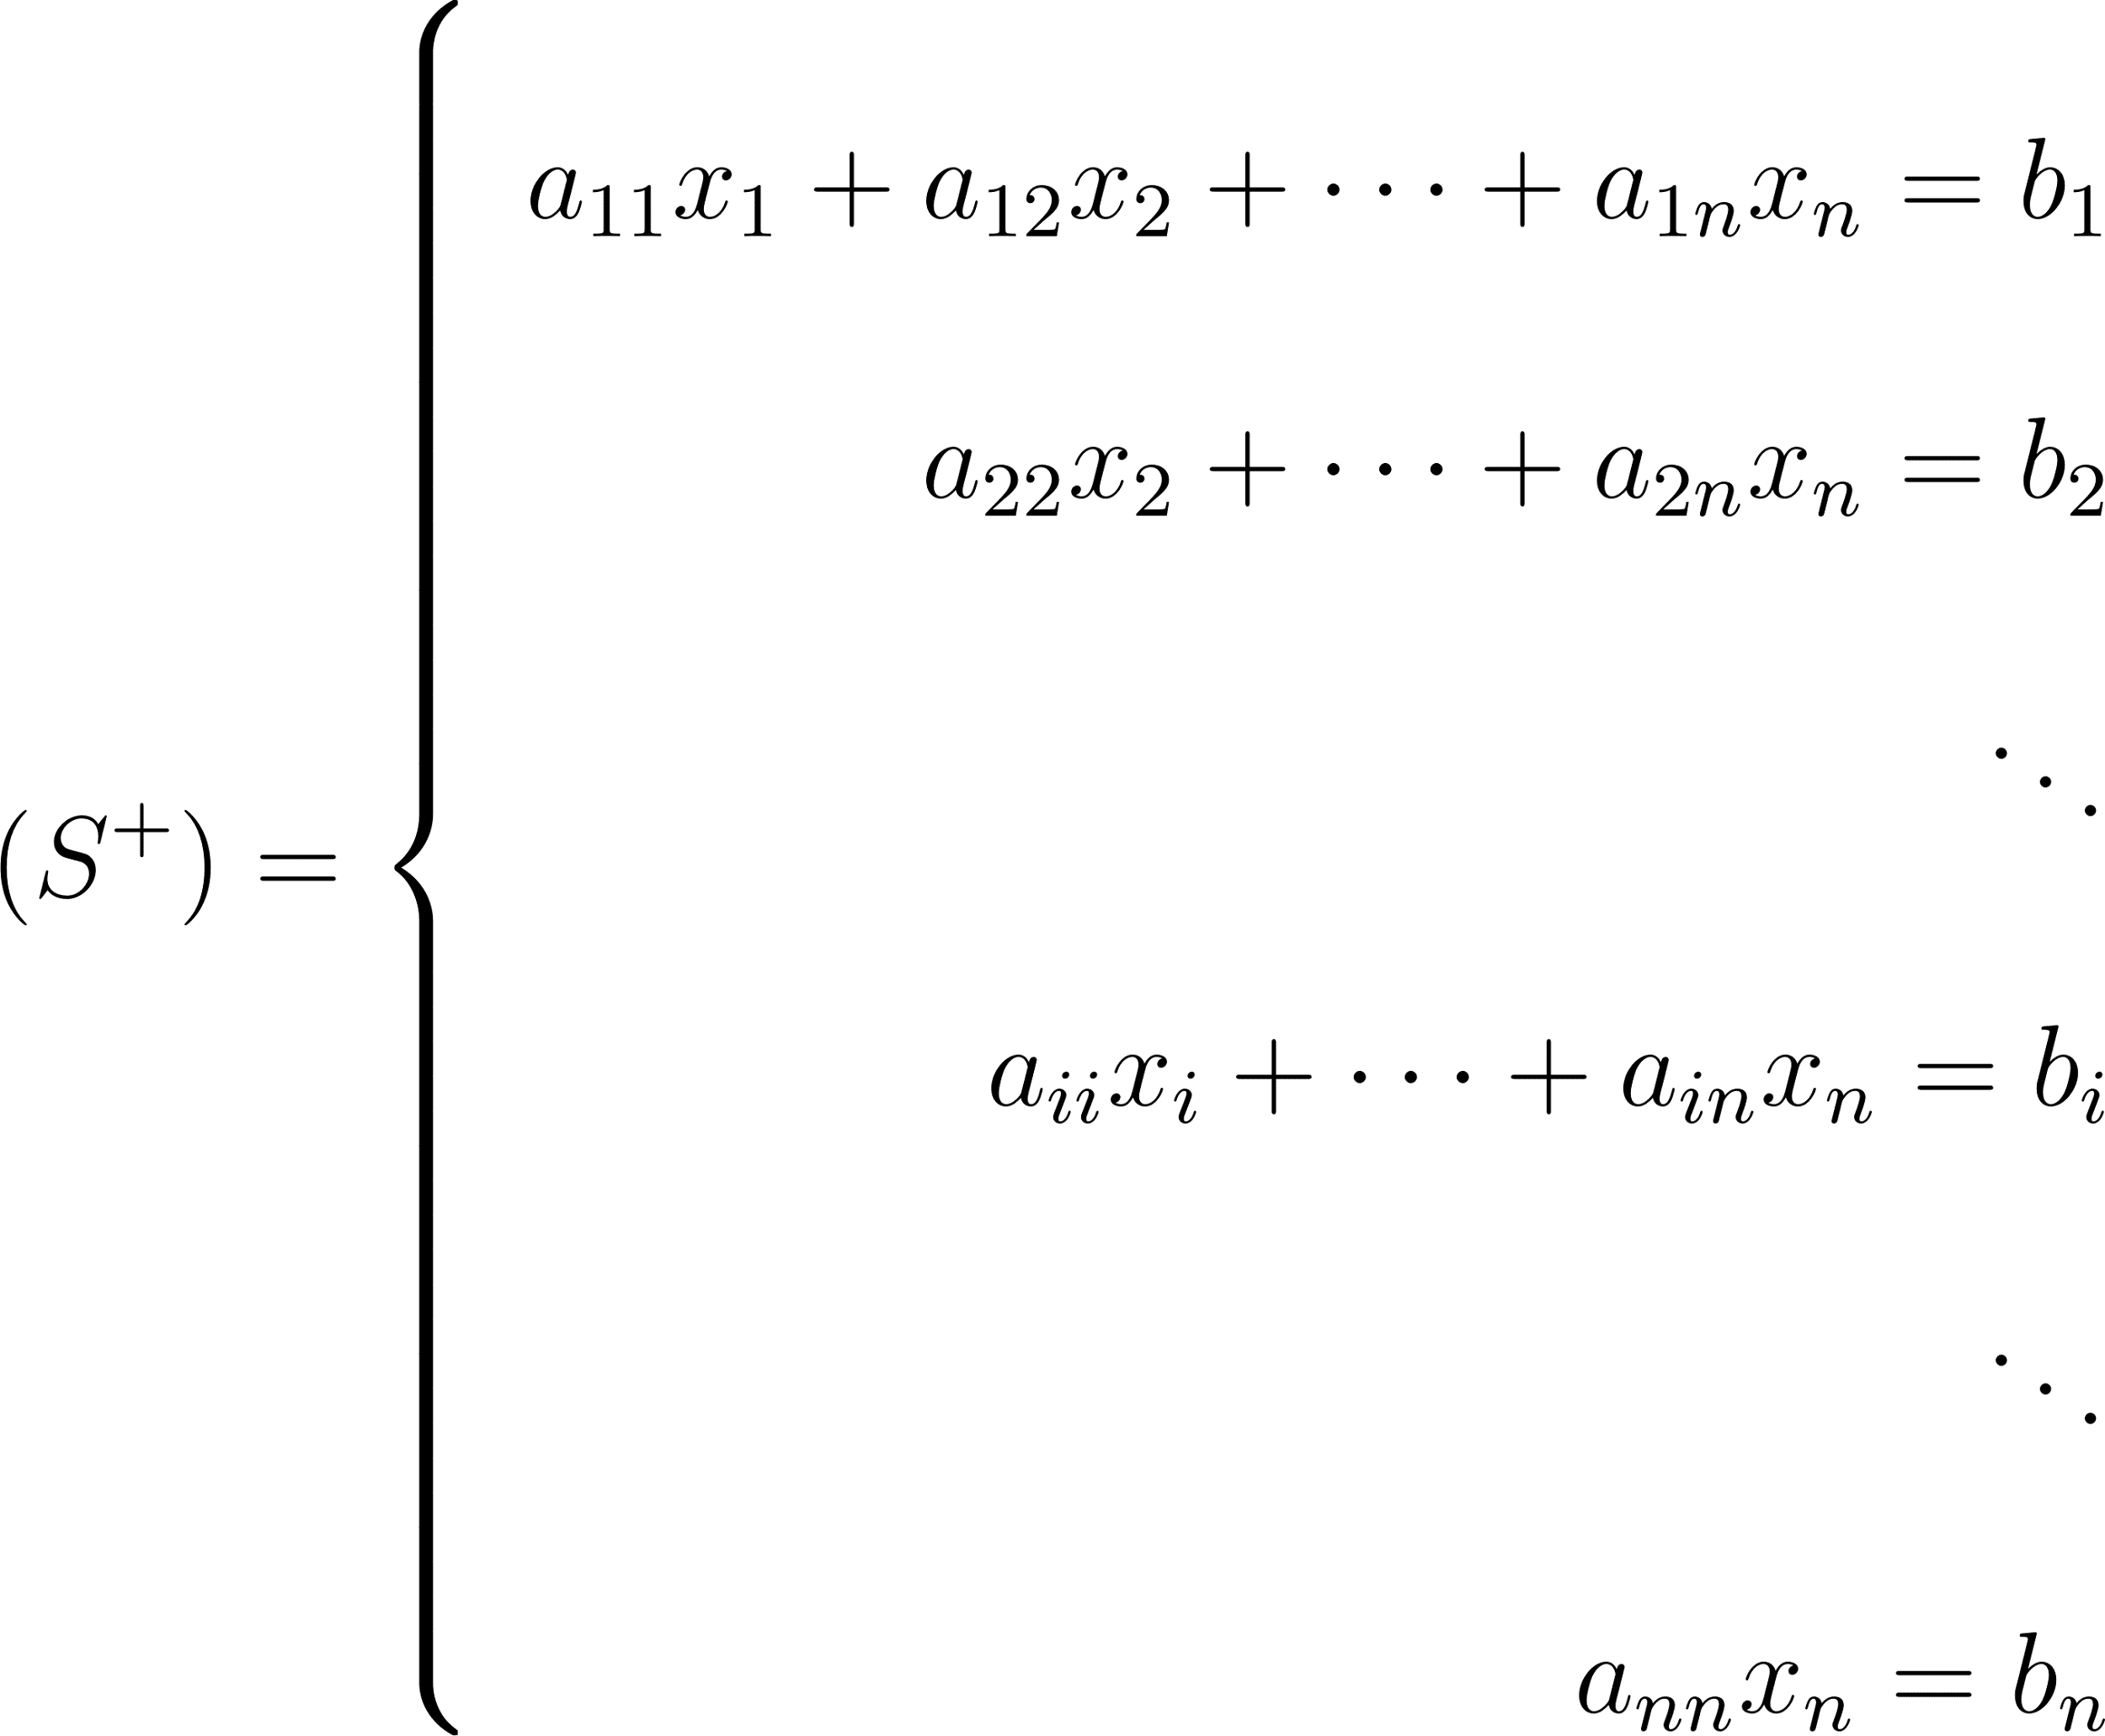 a₁₁x₁ + a₁₂x₂ + ··· + a₁ₙxₙ = b₁
a₂₂x₂ + ··· + a₂ₙxₙ = b₂
⋱
(S⁺) =
aᵢᵢxᵢ + ··· + aᵢₙxₙ = bᵢ
⋱
aₙₙxₙ = bₙ